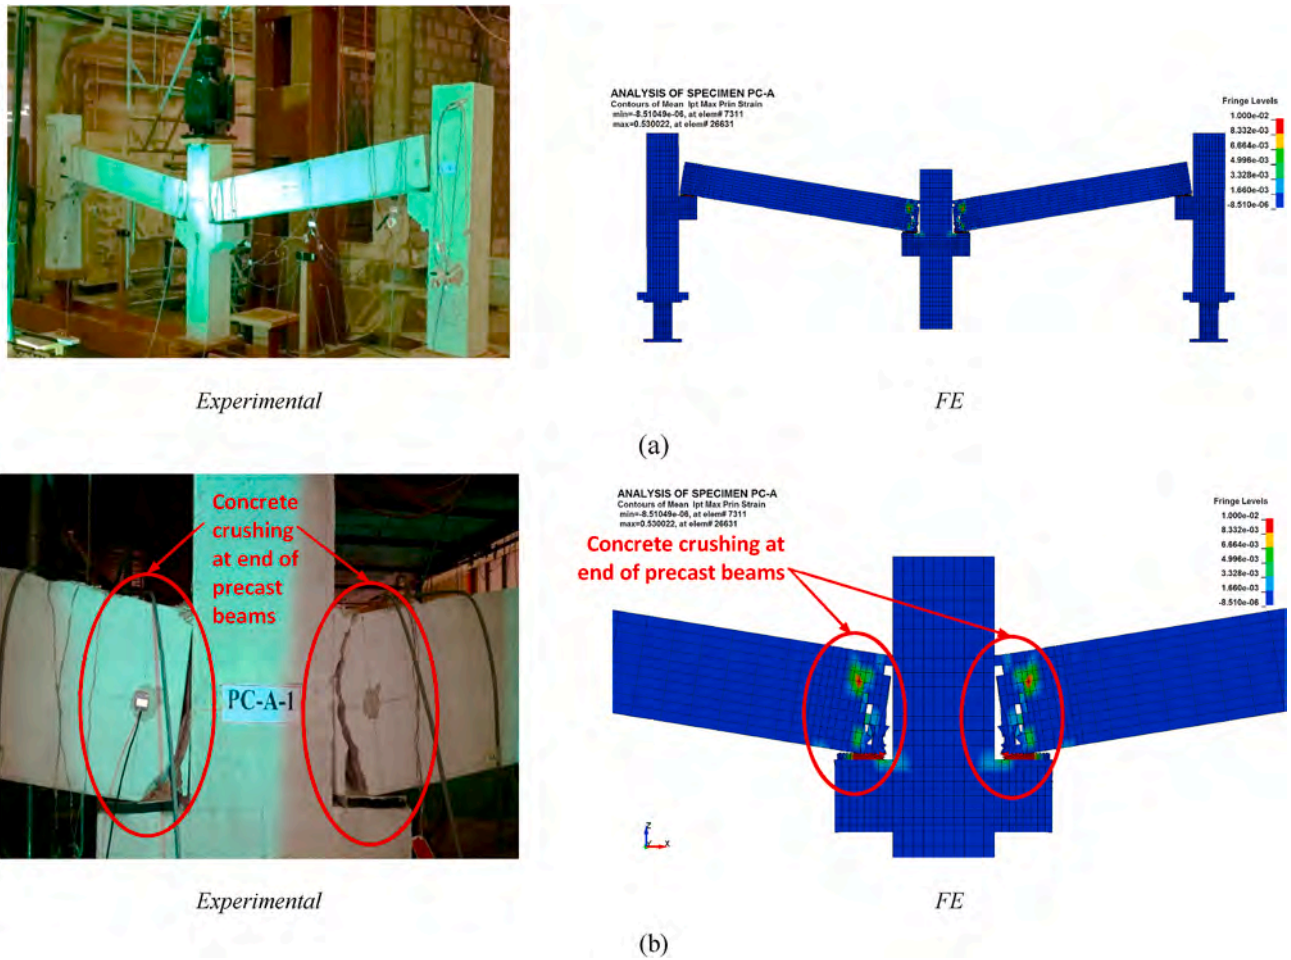 ANALYSIS OF SPECIMEN PC-A
Contours of Mean Ipt Max Prin Strain
min=-8.51049e-06, at elem# 7311
max=0.530022, at elem# 26631
Fringe Levels
1.000e-02
8.332e-03
6.664e-03
4.996e-03
3.328e-03
1.660e-03
-8.510e-06
Experimental
FE
(a)
Concrete
crushing
at end of
precast
beams
PC-A-1
ANALYSIS OF SPECIMEN PC-A
Contours of Mean Ipt Max Prin Strain
min=-8.51049e-06, at elem# 7311
max=0.530022, at elem# 26631
Concrete crushing at
end of precast beams
Fringe Levels
1.000e-02
8.332e-03
6.664e-03
4.996e-03
3.328e-03
1.660e-03
-8.510e-06
Z
Y
X
Experimental
FE
(b)